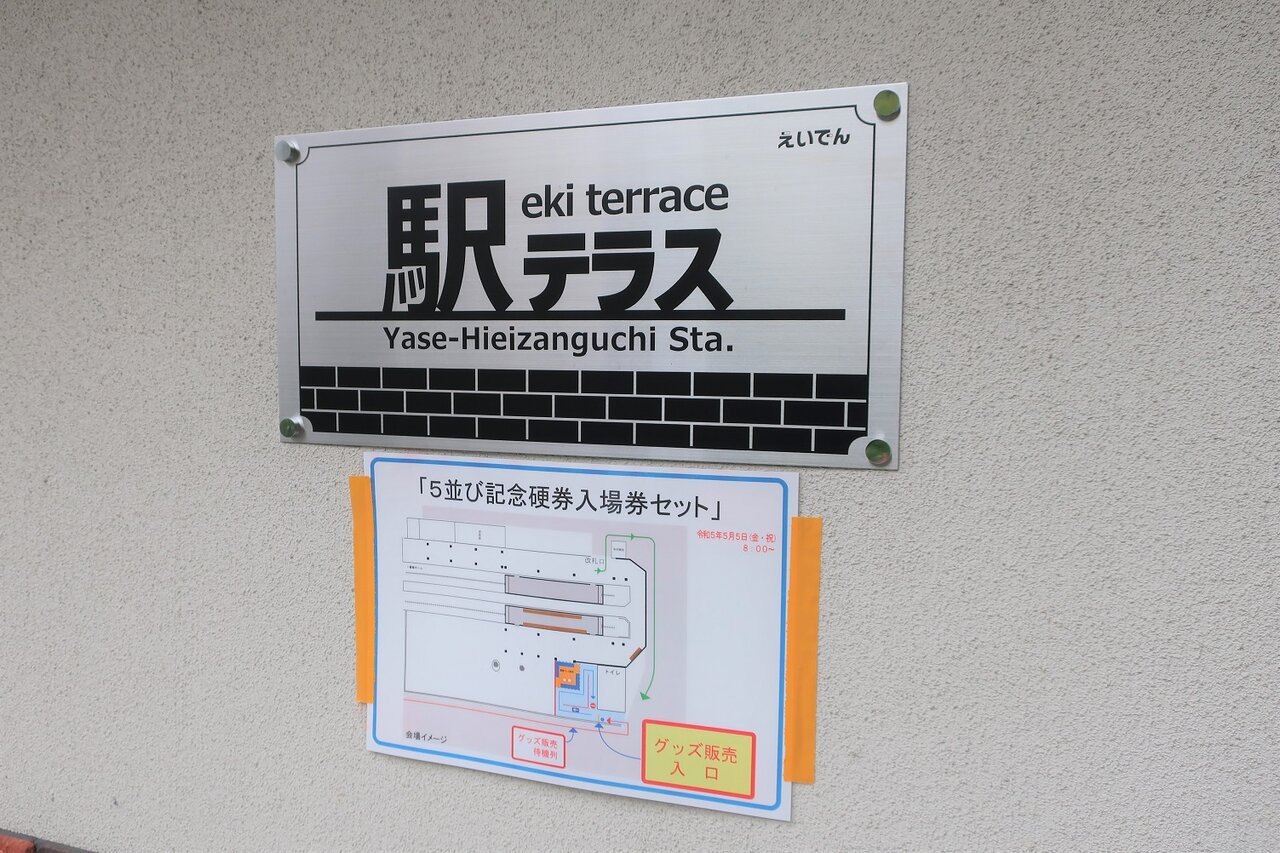 えいでん
駅テラス
eki terrace
Yase-Hieizanguchi Sta.
「5並び記念硬券入場券セット」
令和5年5月5日(金・祝)
8:00~
改札口
トイレ
会場イメージ
グッズ販売
待機列
グッズ販売
入口